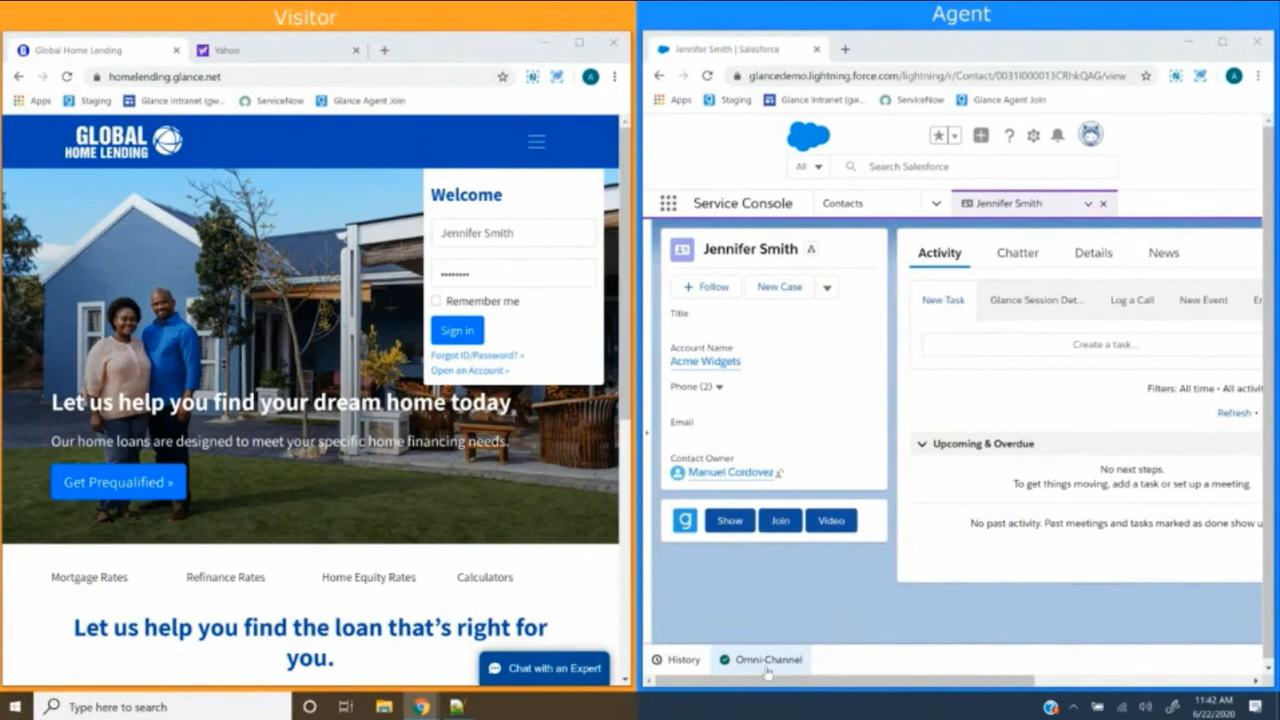 Visitor
Global Home Lending
Yahoo
homelending.glance.net
A
Apps
Staging
Glance Intranet (gw...
ServiceNow
Glance Agent Join
GLOBAL
HOME LENDING
Welcome
Jennifer Smith
••••••••
Remember me
Sign in
Forgot ID/Password? »
Open an Account »
Let us help you find your dream home today
Our home loans are designed to meet your specific home financing needs.
Get Prequalified »
Mortgage Rates
Refinance Rates
Home Equity Rates
Calculators
Let us help you find the loan that's right for
you.
Chat with an Expert
Agent
Jennifer Smith | Salesforce
glancedemo.lightning.force.com/lightning/r/Contact/0031I000013CRhkQAG/view
A
Apps
Staging
Glance Intranet (gw...
ServiceNow
Glance Agent Join
All
Search Salesforce
Service Console
Contacts
Jennifer Smith
Jennifer Smith
+ Follow
New Case
Title
Account Name
Acme Widgets
Phone (2)
Email
Contact Owner
Manuel Cordovez
g
Show
Join
Video
Activity
Chatter
Details
News
New Task
Glance Session Det...
Log a Call
New Event
Create a task...
Filters: All time • All activi
Refresh •
Upcoming & Overdue
No next steps.
To get things moving, add a task or set up a meeting.
No past activity. Past meetings and tasks marked as done show u
History
Omni-Channel
Type here to search
11:42 AM
6/22/2020